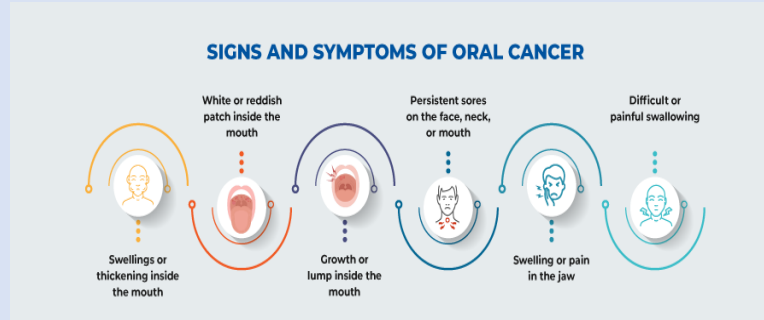 SIGNS AND SYMPTOMS OF ORAL CANCER
White or reddish
patch inside the
mouth
Persistent sores
on the face, neck,
or mouth
Difficult or
painful swallowing
Swellings or
thickening inside
the mouth
Growth or
lump inside the
mouth
Swelling or pain
in the jaw